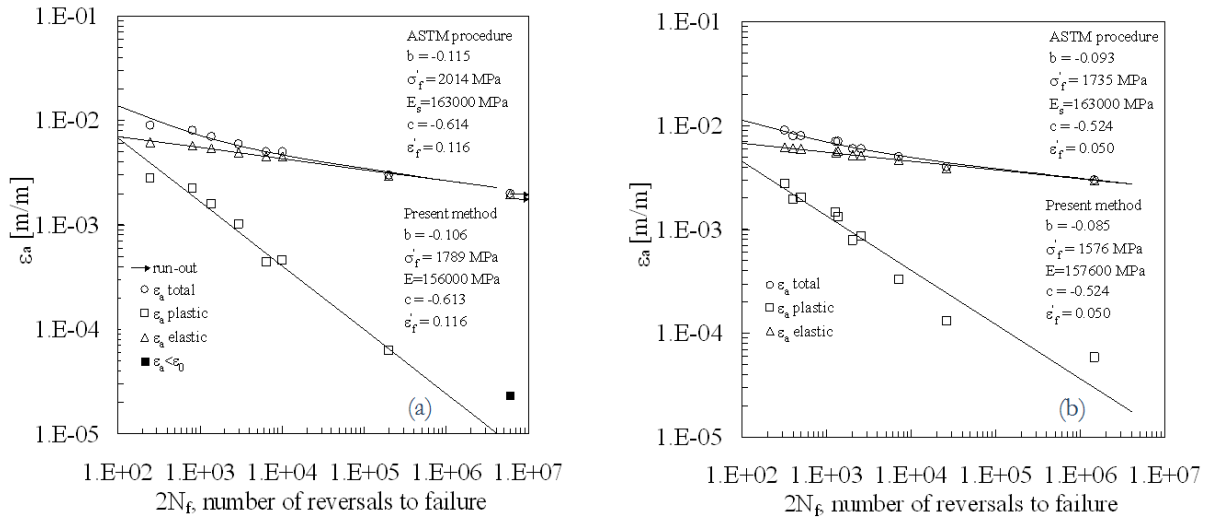 1.E-01
1.E-02
1.E-03
1.E-04
1.E-05
εa [m/m]
ASTM procedure
b = -0.115
σ'f = 2014 MPa
Es=163000 MPa
c = -0.614
ε'f = 0.116
Present method
b = -0.106
σ'f = 1789 MPa
E=156000 MPa
c = -0.613
ε'f = 0.116
run-out
εa total
εa plastic
εa elastic
εa<ε0
(a)
1.E+02 1.E+03 1.E+04 1.E+05 1.E+06 1.E+07
2Nf, number of reversals to failure
1.E-01
1.E-02
1.E-03
1.E-04
1.E-05
εa [m/m]
ASTM procedure
b = -0.093
σ'f = 1735 MPa
Es=163000 MPa
c = -0.524
ε'f = 0.050
Present method
b = -0.085
σ'f = 1576 MPa
E=157600 MPa
c = -0.524
ε'f = 0.050
εa total
εa plastic
εa elastic
(b)
1.E+02 1.E+03 1.E+04 1.E+05 1.E+06 1.E+07
2Nf, number of reversals to failure